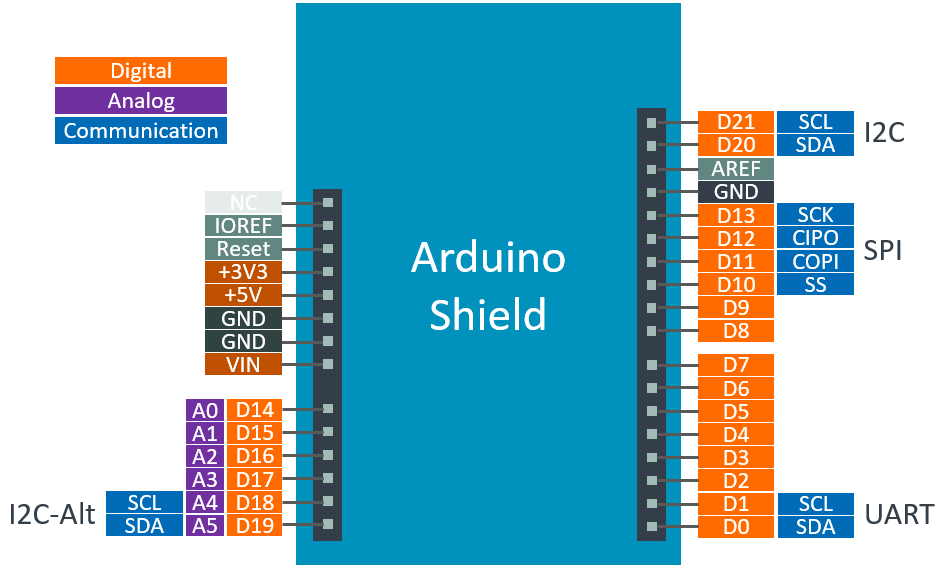 Digital
Analog
Communication
Arduino
Shield
NC
IOREF
Reset
+3V3
+5V
GND
GND
VIN
A0 D14
A1 D15
A2 D16
A3 D17
I2C-Alt
SCL A4 D18
SDA A5 D19
D21 SCL
D20 SDA
I2C
AREF
GND
D13 SCK
D12 CIPO
D11 COPI
D10 SS
SPI
D9
D8
D7
D6
D5
D4
D3
D2
D1 SCL
D0 SDA
UART